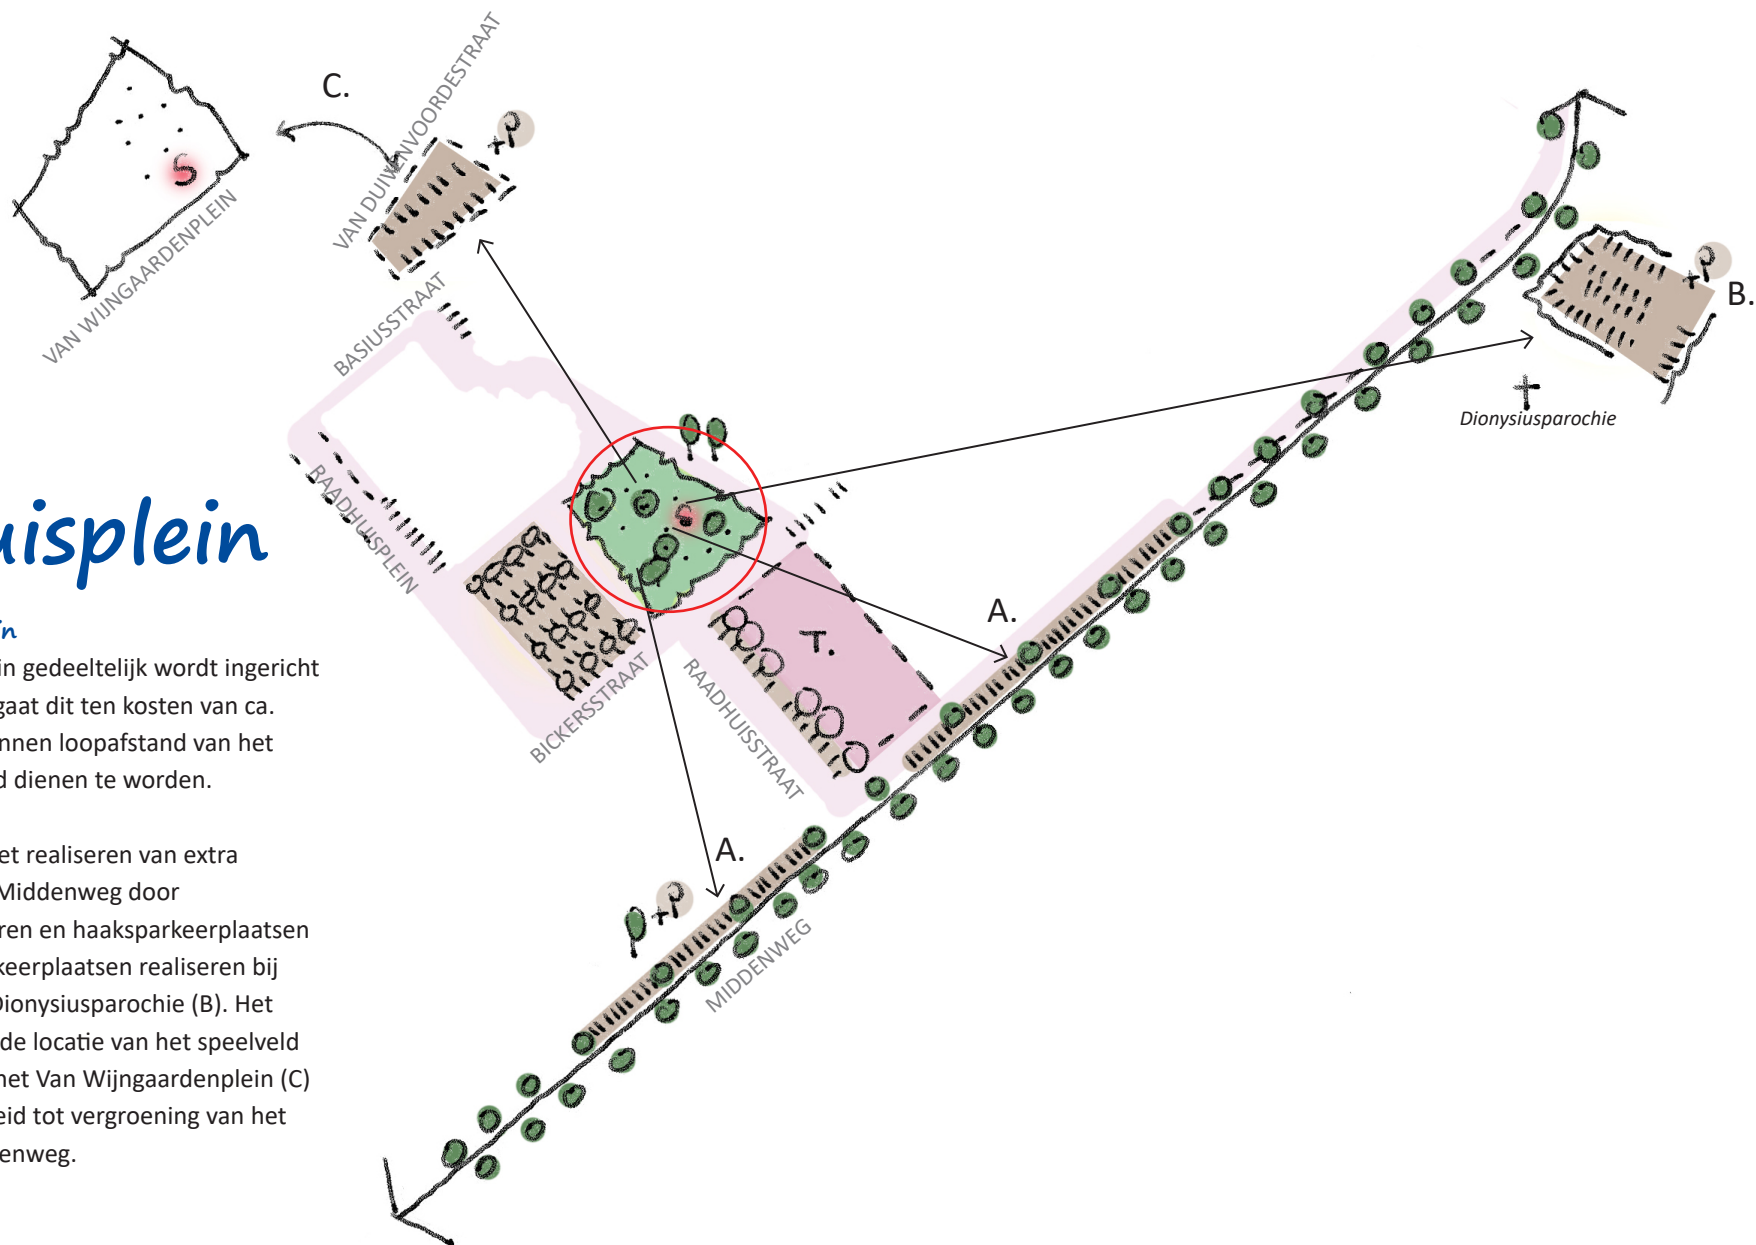 uisplein
in gedeeltelijk wordt ingericht
gaat dit ten kosten van ca.
nnen loopafstand van het
d dienen te worden.
et realiseren van extra
Middenweg door
ren en haaksparkeerplaatsen
keerplaatsen realiseren bij
Dionysiusparochie (B). Het
de locatie van het speelveld
het Van Wijngaardenplein (C)
eid tot vergroening van het
enweg.
C.
S
VAN WIJNGAARDENPLEIN
VAN DUIVENVOORDESTRAAT
+P
BASIUSSTRAAT
RAADHUISPLEIN
S
BICKERSSTRAAT
RAADHUISSTRAAT
T.
A.
A.
+P
MIDDENWEG
+P
B.
Dionysiusparochie